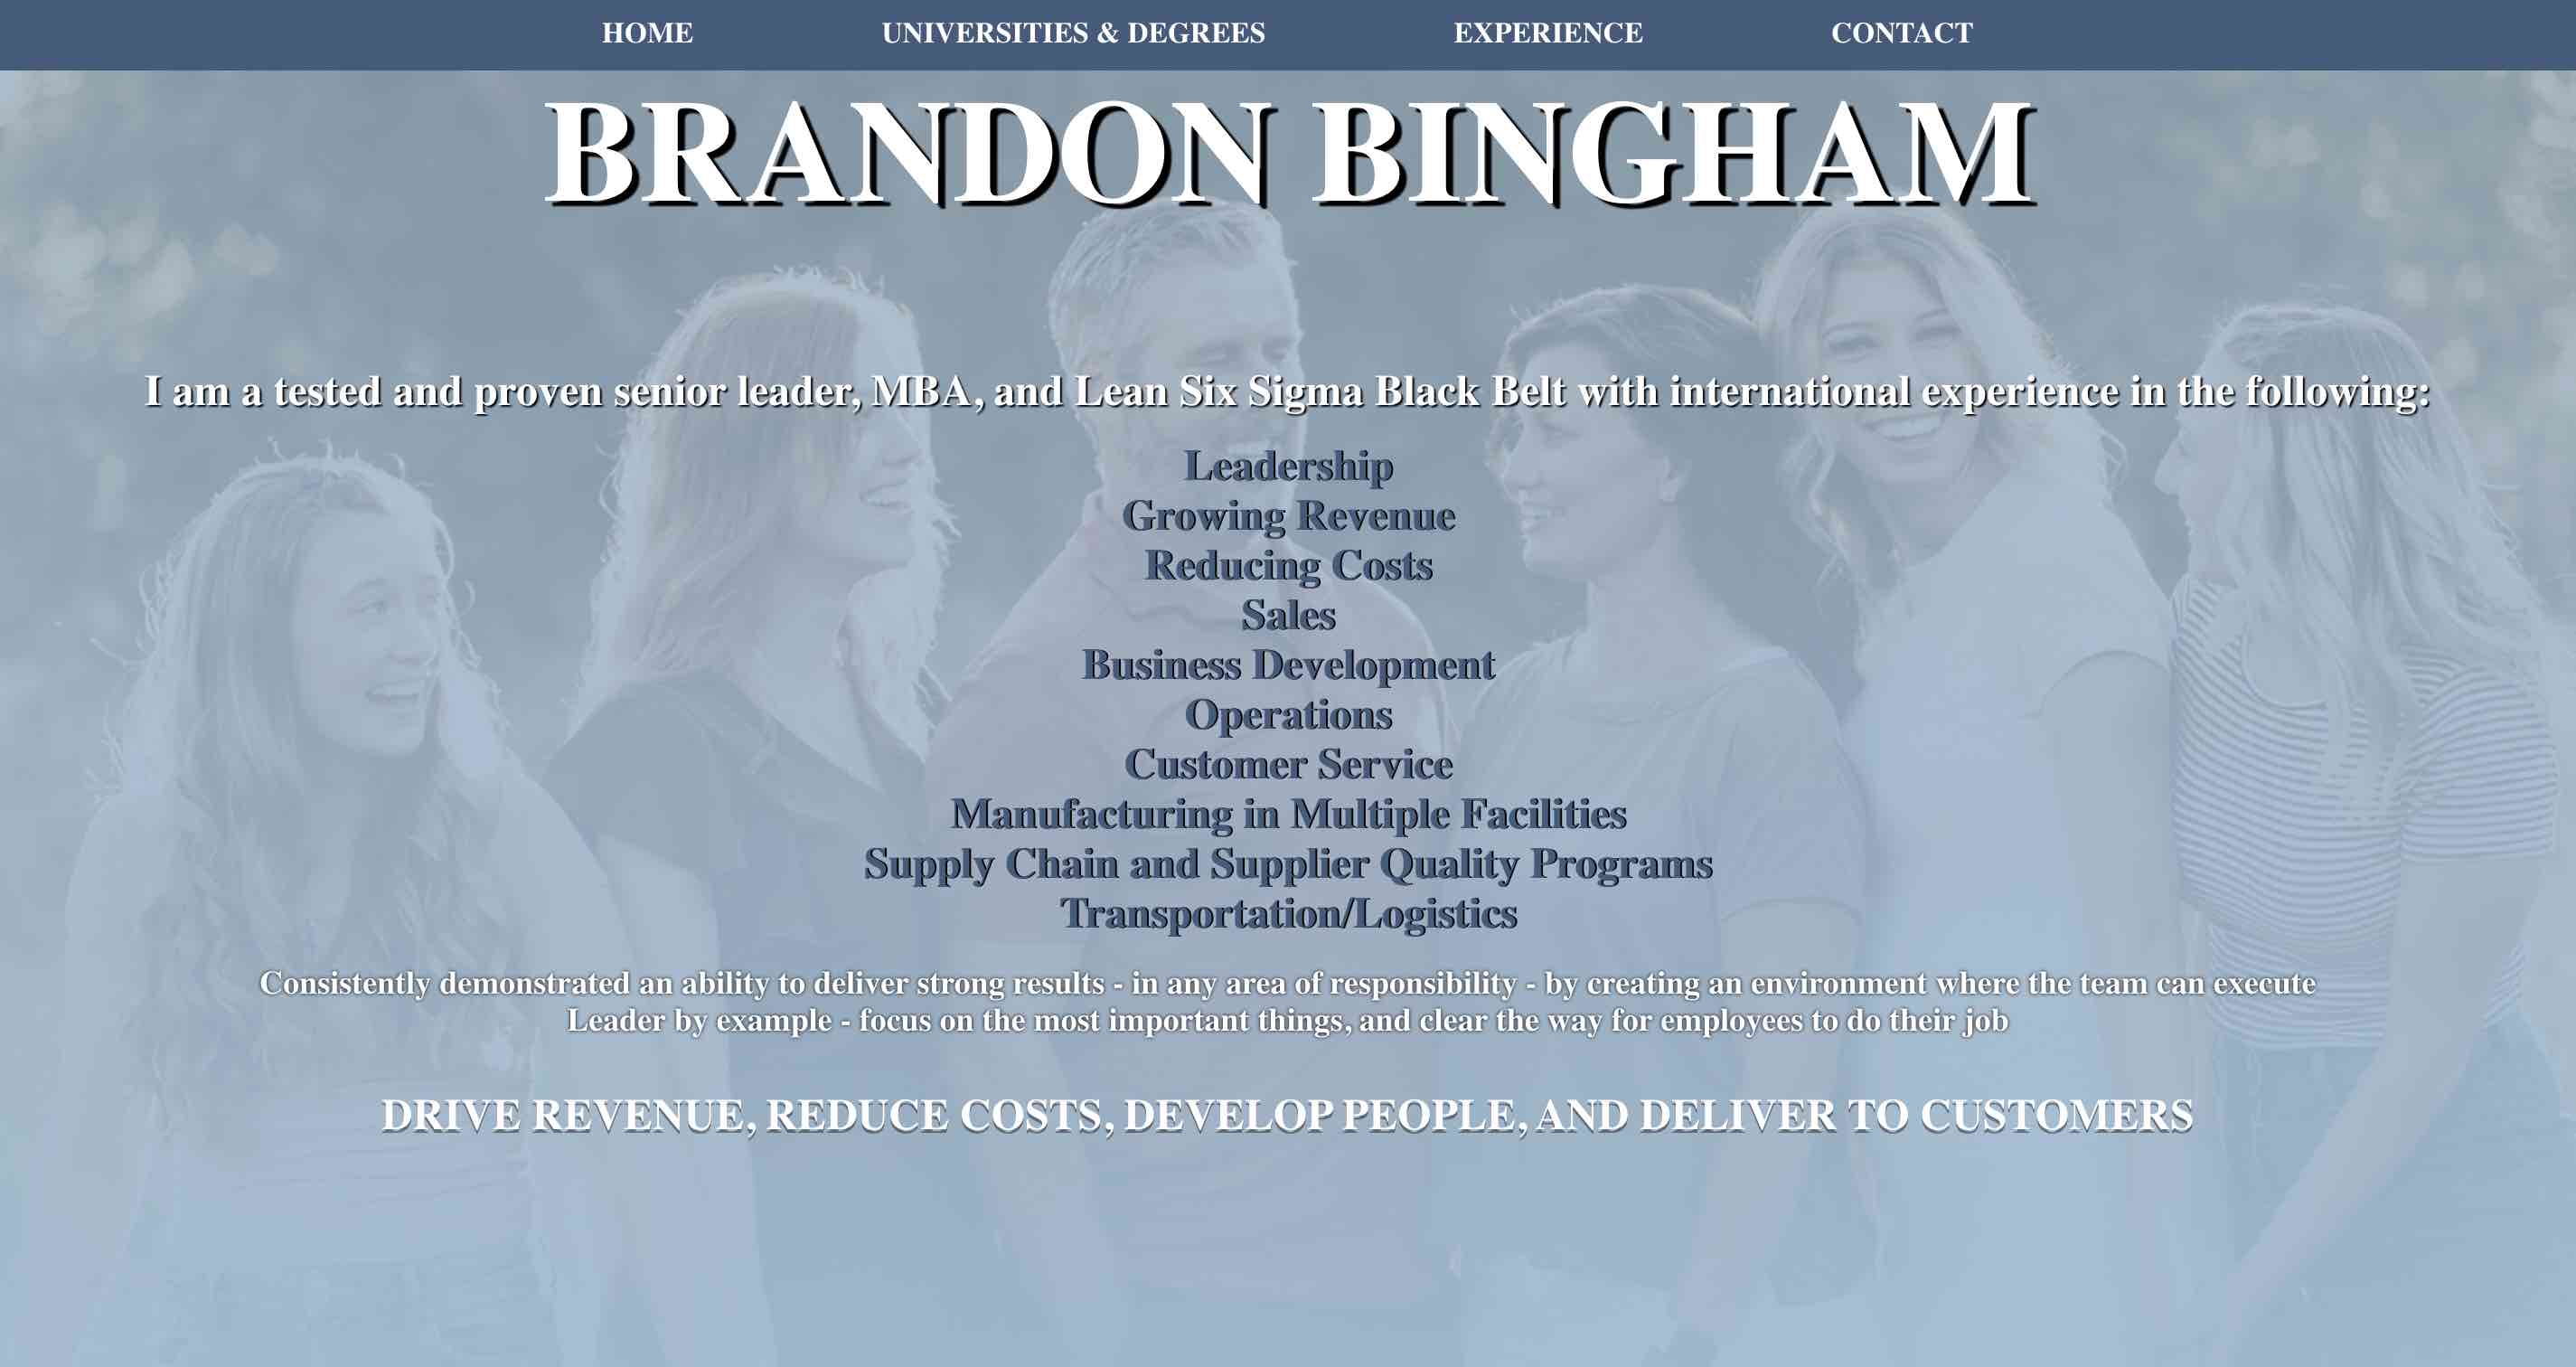 HOME UNIVERSITIES & DEGREES EXPERIENCE CONTACT
BRANDON BINGHAM
I am a tested and proven senior leader, MBA, and Lean Six Sigma Black Belt with international experience in the following:
Leadership
Growing Revenue
Reducing Costs
Sales
Business Development
Operations
Customer Service
Manufacturing in Multiple Facilities
Supply Chain and Supplier Quality Programs
Transportation/Logistics
Consistently demonstrated an ability to deliver strong results - in any area of responsibility - by creating an environment where the team can execute
Leader by example - focus on the most important things, and clear the way for employees to do their job
DRIVE REVENUE, REDUCE COSTS, DEVELOP PEOPLE, AND DELIVER TO CUSTOMERS